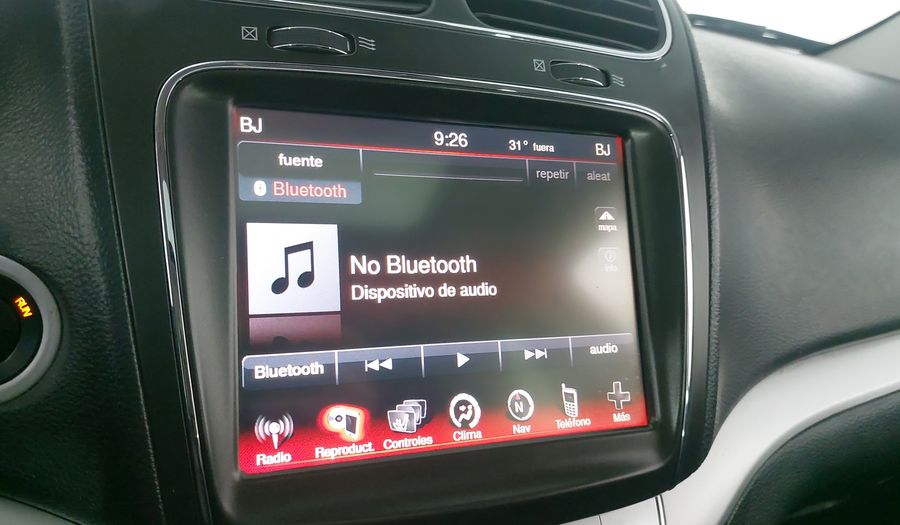 BJ 9:26 31° fuera BJ
fuente repetir aleat
Bluetooth
mapa
info
No Bluetooth
Dispositivo de audio
Bluetooth audio
Radio Reproduct. Controles Clima Nav Teléfono Más
N
RUN